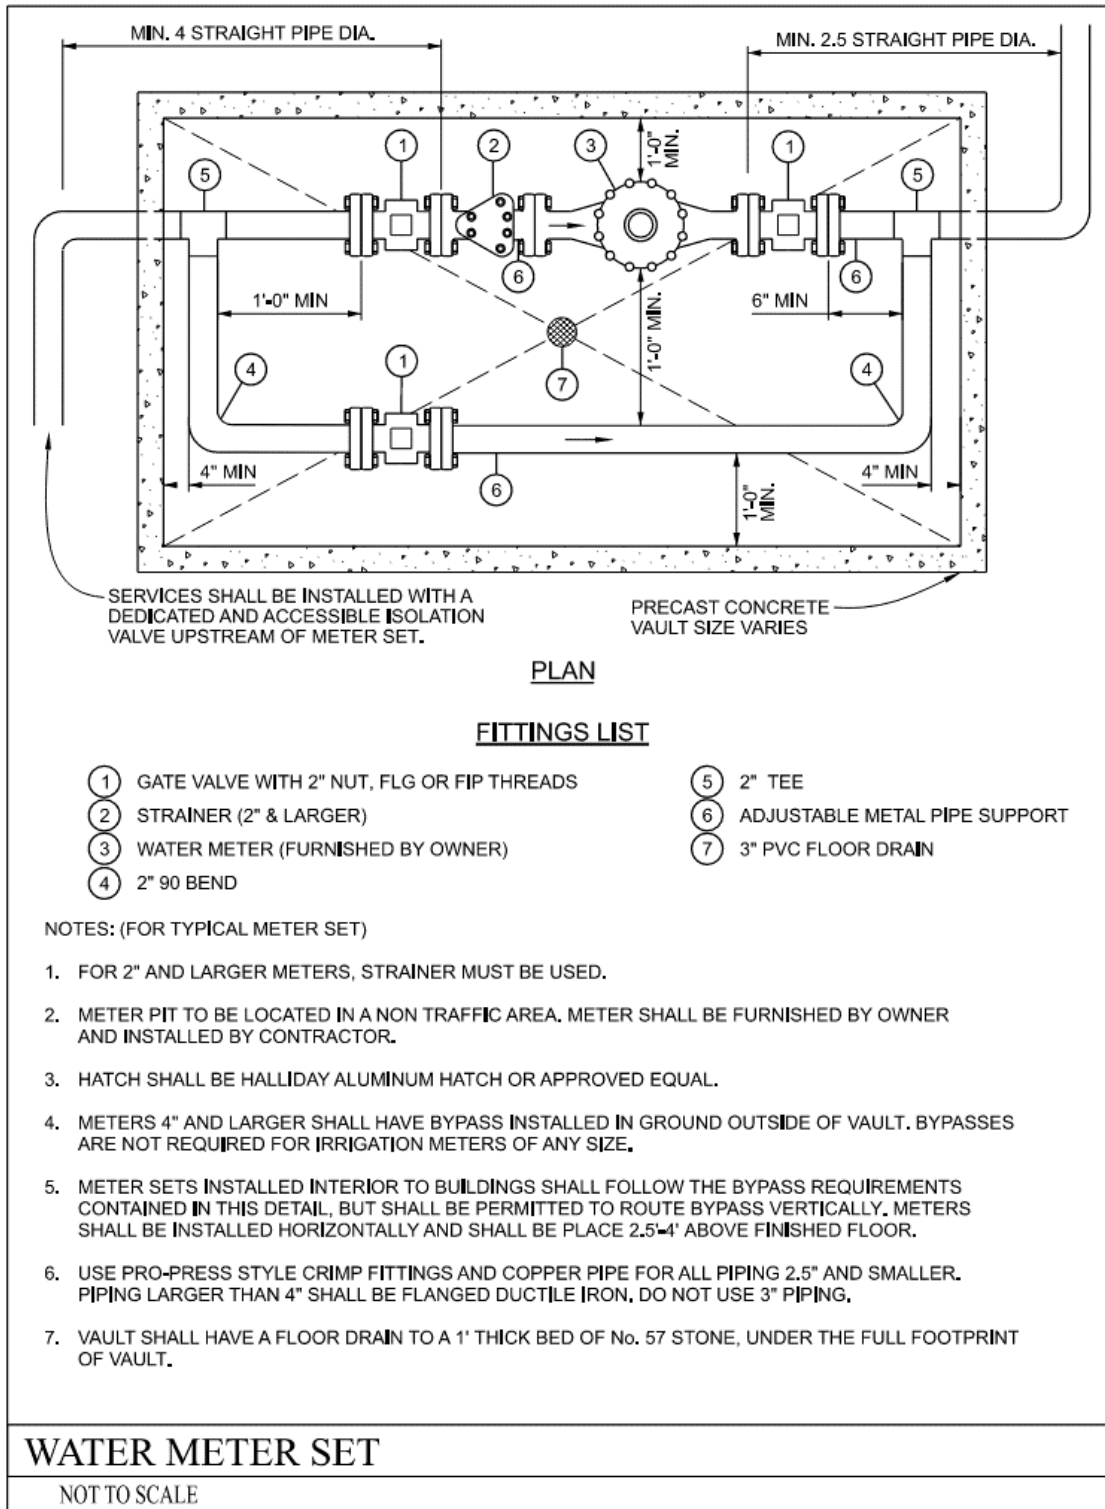 MIN. 4 STRAIGHT PIPE DIA.
MIN. 2.5 STRAIGHT PIPE DIA.
1
2
3
1'-0"
MIN.
1
5
5
6
6
1'-0" MIN
1'-0" MIN.
6" MIN
4
1
7
4
4" MIN
6
1'-0"
MIN.
4" MIN
SERVICES SHALL BE INSTALLED WITH A
DEDICATED AND ACCESSIBLE ISOLATION
VALVE UPSTREAM OF METER SET.
PRECAST CONCRETE
VAULT SIZE VARIES
PLAN
FITTINGS LIST
1 GATE VALVE WITH 2" NUT, FLG OR FIP THREADS
2 STRAINER (2" & LARGER)
3 WATER METER (FURNISHED BY OWNER)
4 2" 90 BEND
5 2" TEE
6 ADJUSTABLE METAL PIPE SUPPORT
7 3" PVC FLOOR DRAIN
NOTES: (FOR TYPICAL METER SET)
1. FOR 2" AND LARGER METERS, STRAINER MUST BE USED.
2. METER PIT TO BE LOCATED IN A NON TRAFFIC AREA. METER SHALL BE FURNISHED BY OWNER
AND INSTALLED BY CONTRACTOR.
3. HATCH SHALL BE HALLIDAY ALUMINUM HATCH OR APPROVED EQUAL.
4. METERS 4" AND LARGER SHALL HAVE BYPASS INSTALLED IN GROUND OUTSIDE OF VAULT. BYPASSES
ARE NOT REQUIRED FOR IRRIGATION METERS OF ANY SIZE.
5. METER SETS INSTALLED INTERIOR TO BUILDINGS SHALL FOLLOW THE BYPASS REQUIREMENTS
CONTAINED IN THIS DETAIL, BUT SHALL BE PERMITTED TO ROUTE BYPASS VERTICALLY. METERS
SHALL BE INSTALLED HORIZONTALLY AND SHALL BE PLACE 2.5'-4' ABOVE FINISHED FLOOR.
6. USE PRO-PRESS STYLE CRIMP FITTINGS AND COPPER PIPE FOR ALL PIPING 2.5" AND SMALLER.
PIPING LARGER THAN 4" SHALL BE FLANGED DUCTILE IRON. DO NOT USE 3" PIPING.
7. VAULT SHALL HAVE A FLOOR DRAIN TO A 1' THICK BED OF No. 57 STONE, UNDER THE FULL FOOTPRINT
OF VAULT.
WATER METER SET
NOT TO SCALE